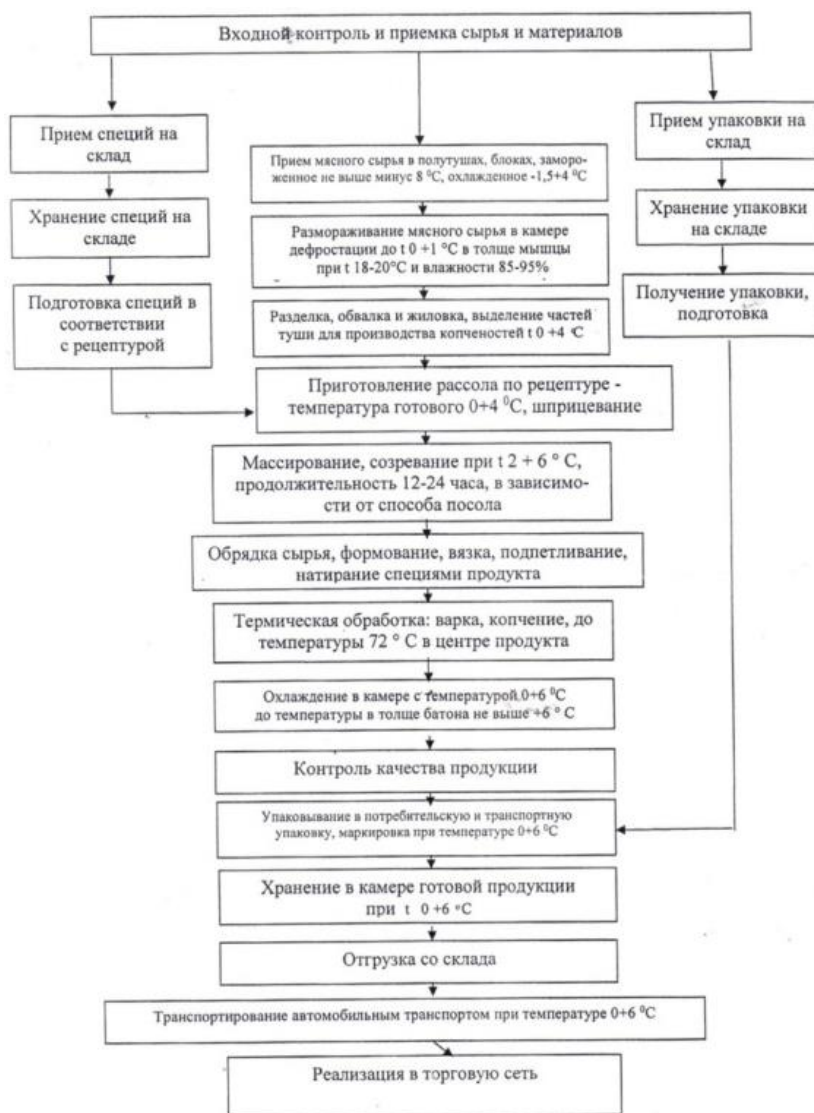 Входной контроль и приемка сырья и материалов
Прием специй на
склад
Хранение специй на
складе
Подготовка специй в
соответствии
с рецептурой
Прием мясного сырья в полутушах, блоках, заморо-
женное не выше минус 8 ⁰С, охлажденное -1,5+4 ⁰С
Размораживание мясного сырья в камере
дефростации до t 0 +1 °С в толще мышцы
при t 18-20°С и влажности 85-95%
Разделка, обвалка и жиловка, выделение частей
туши для производства копченостей t 0 +4 °С
Прием упаковки на
склад
Хранение упаковки
на складе
Получение упаковки,
подготовка
Приготовление рассола по рецептуре -
температура готового 0+4 ⁰С, шприцевание
Массирование, созревание при t 2 + 6 ° С,
продолжительность 12-24 часа, в зависимо-
сти от способа посола
Обрядка сырья, формование, вязка, подпетливание,
натирание специями продукта
Термическая обработка: варка, копчение, до
температуры 72 ° С в центре продукта
Охлаждение в камере с температурой 0+6 ⁰С
до температуры в толще батона не выше +6 ° С
Контроль качества продукции
Упаковывание в потребительскую и транспортную
упаковку, маркировка при температуре 0+6 ⁰С
Хранение в камере готовой продукции
при t 0 +6 °С
Отгрузка со склада
Транспортирование автомобильным транспортом при температуре 0+6 ⁰С
Реализация в торговую сеть